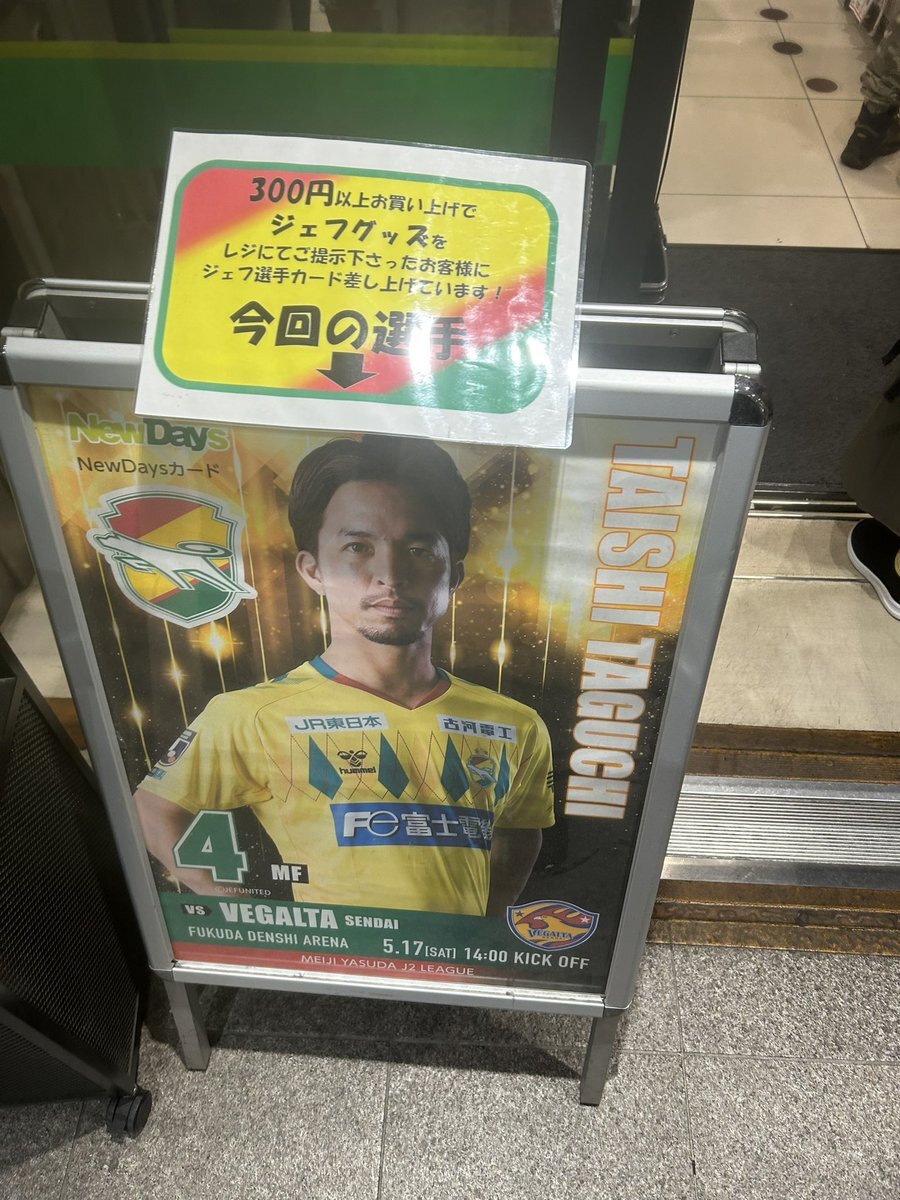 300円以上お買い上げで
ジェフグッズを
レジにてご提示下さったお客様に
ジェフ選手カード差し上げています！
今回の選手
NewDays
NewDaysカード
TAISHI TAGUCHI
JR東日本
古河電工
hummel
Fe富士電機
4
MF
(C)JEFUNITED
VS VEGALTA SENDAI
VEGALTA
FUKUDA DENSHI ARENA 5.17[SAT] 14:00 KICK OFF
MEIJI YASUDA J2 LEAGUE